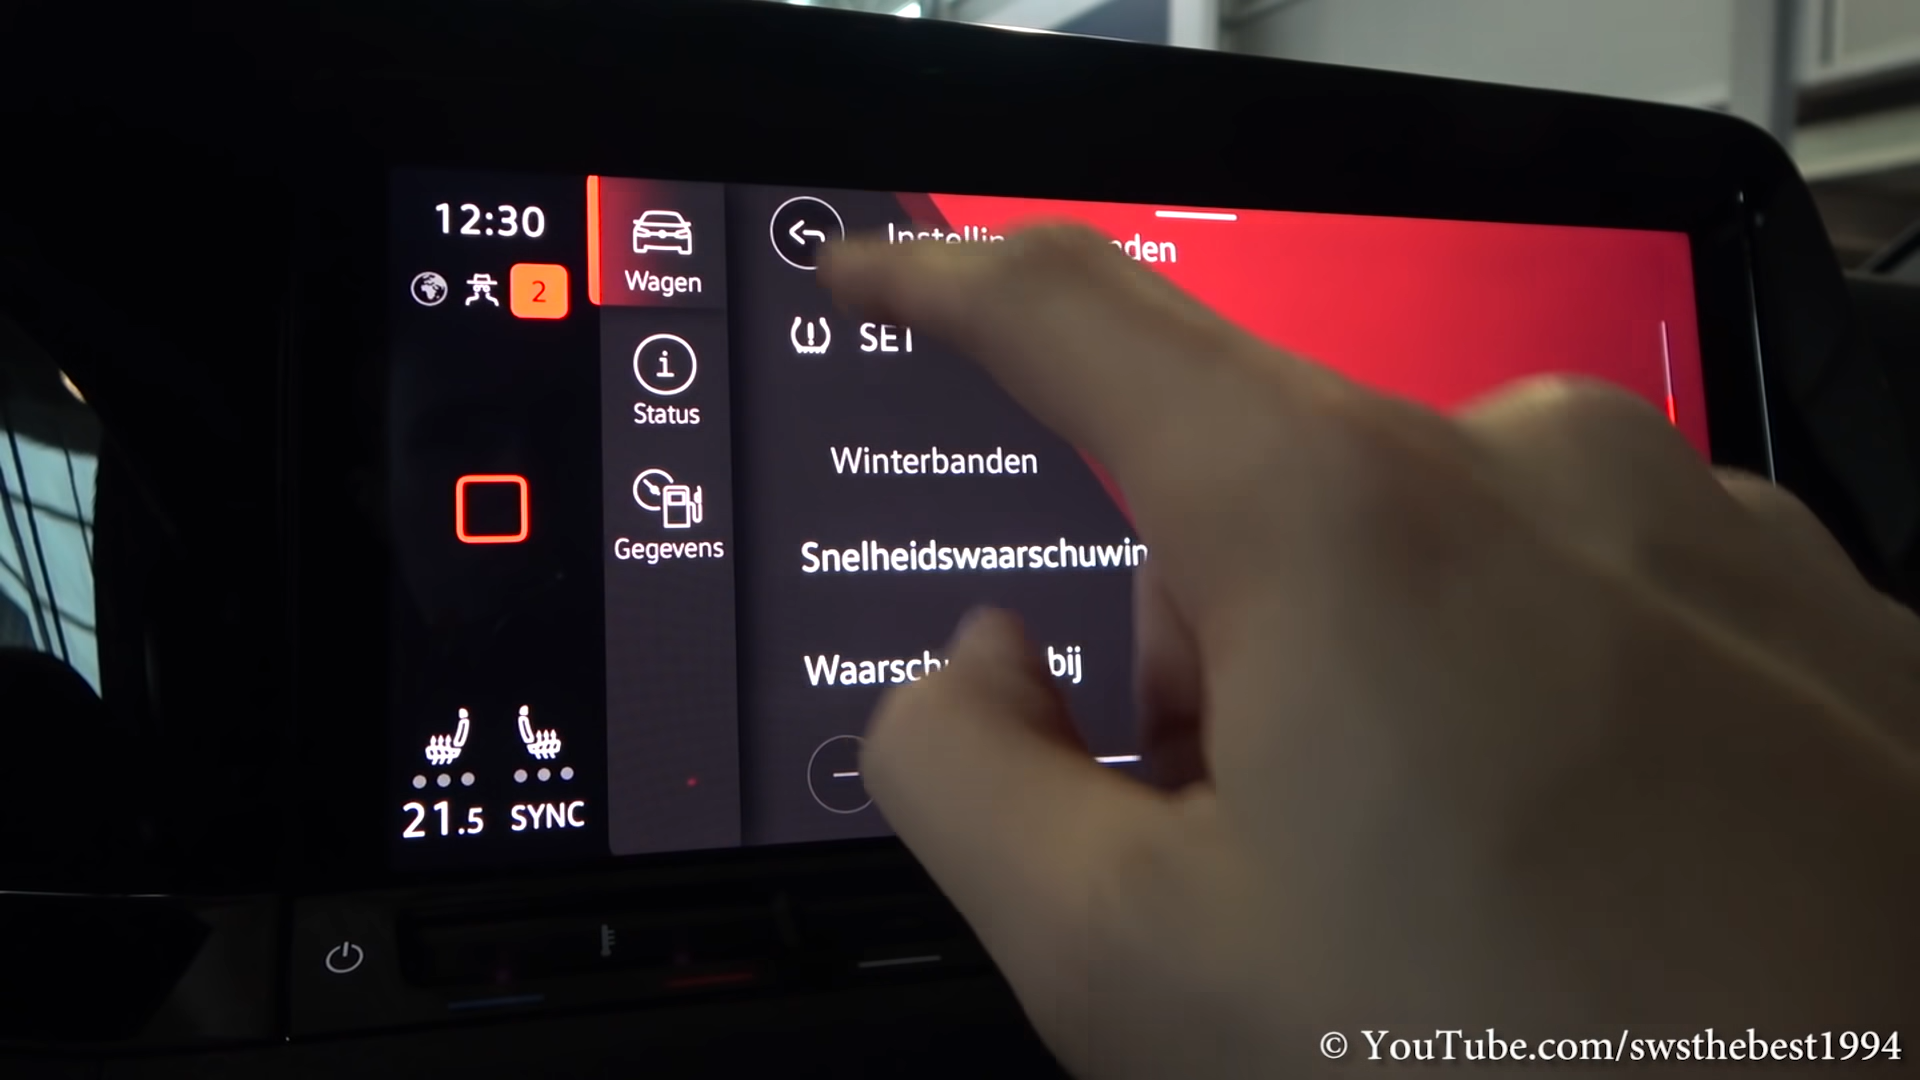 12:30
2
Wagen
Status
Gegevens
SET
Winterbanden
Snelheidswaarschuwin
bij
21.5 SYNC
© YouTube.com/swsthebest1994